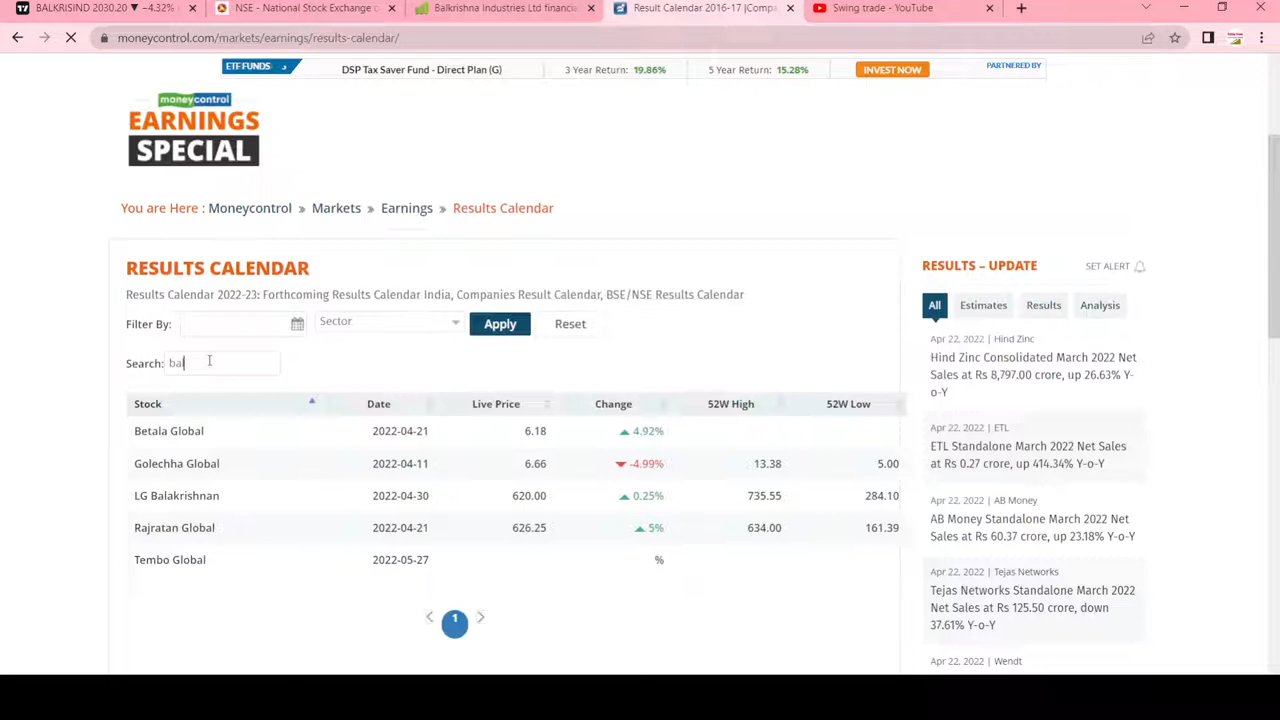 BALKRISIND 2030.20 ▼ −4.32%
NSE - National Stock Exchange o
Balkrishna Industries Ltd financia
Result Calendar 2016-17 |Compa
Swing trade - YouTube
moneycontrol.com/markets/earnings/results-calendar/
ETF FUNDS
DSP Tax Saver Fund - Direct Plan (G)
3 Year Return: 19.86%
5 Year Return: 15.28%
INVEST NOW
PARTNERED BY
moneycontrol
EARNINGS
SPECIAL
You are Here : Moneycontrol » Markets » Earnings » Results Calendar
RESULTS CALENDAR
Results Calendar 2022-23: Forthcoming Results Calendar India, Companies Result Calendar, BSE/NSE Results Calendar
Filter By:
Sector
Apply
Reset
Search: bal
Stock Date Live Price Change 52W High 52W Low
Betala Global 2022-04-21 6.18 4.92%
Golechha Global 2022-04-11 6.66 -4.99% 13.38 5.00
LG Balakrishnan 2022-04-30 620.00 0.25% 735.55 284.10
Rajratan Global 2022-04-21 626.25 5% 634.00 161.39
Tembo Global 2022-05-27 %
1
RESULTS – UPDATE
SET ALERT
All Estimates Results Analysis
Apr 22, 2022 | Hind Zinc
Hind Zinc Consolidated March 2022 Net
Sales at Rs 8,797.00 crore, up 26.63% Y-
o-Y
Apr 22, 2022 | ETL
ETL Standalone March 2022 Net Sales
at Rs 0.27 crore, up 414.34% Y-o-Y
Apr 22, 2022 | AB Money
AB Money Standalone March 2022 Net
Sales at Rs 60.37 crore, up 23.18% Y-o-Y
Apr 22, 2022 | Tejas Networks
Tejas Networks Standalone March 2022
Net Sales at Rs 125.50 crore, down
37.61% Y-o-Y
Apr 22, 2022 | Wendt